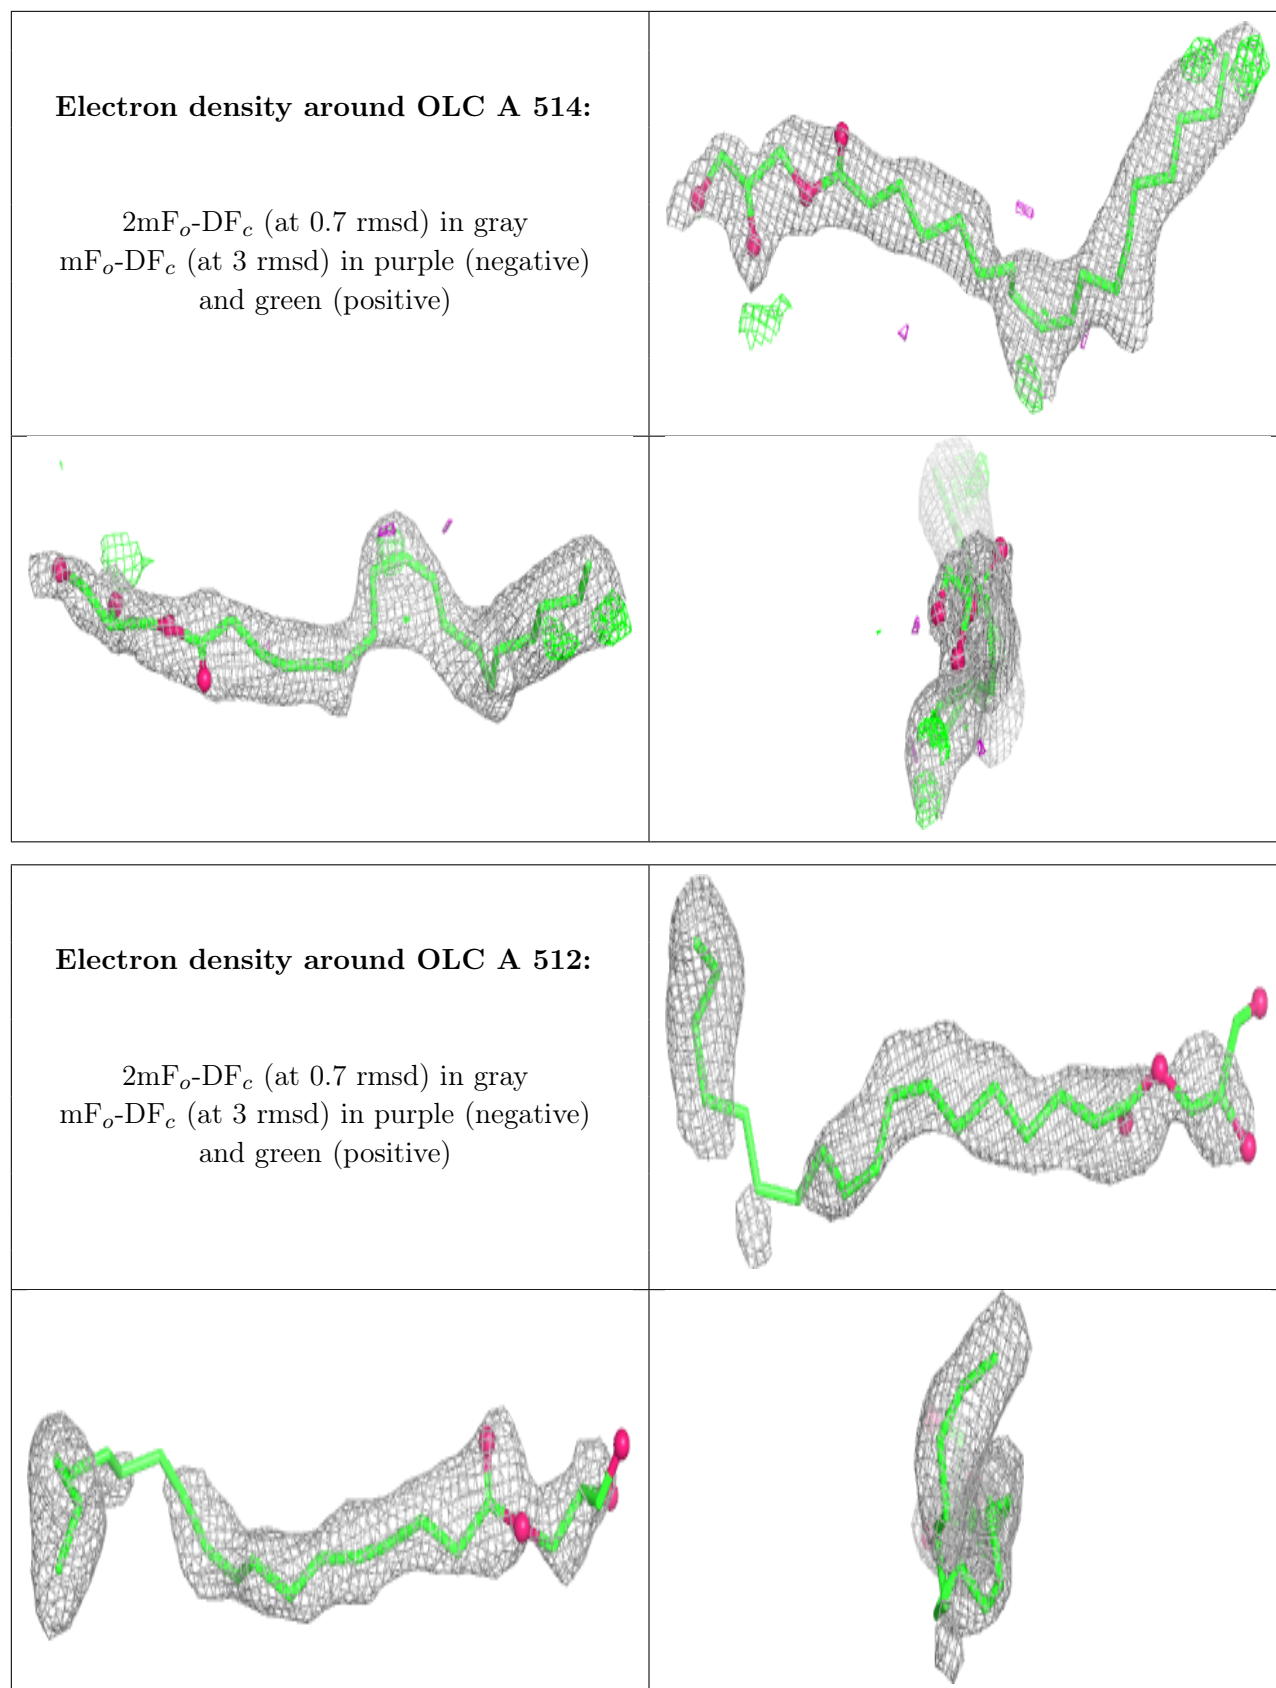 Electron density around OLC A 514:
2mFo-DFc (at 0.7 rmsd) in gray
mFo-DFc (at 3 rmsd) in purple (negative)
and green (positive)
Electron density around OLC A 512:
2mFo-DFc (at 0.7 rmsd) in gray
mFo-DFc (at 3 rmsd) in purple (negative)
and green (positive)